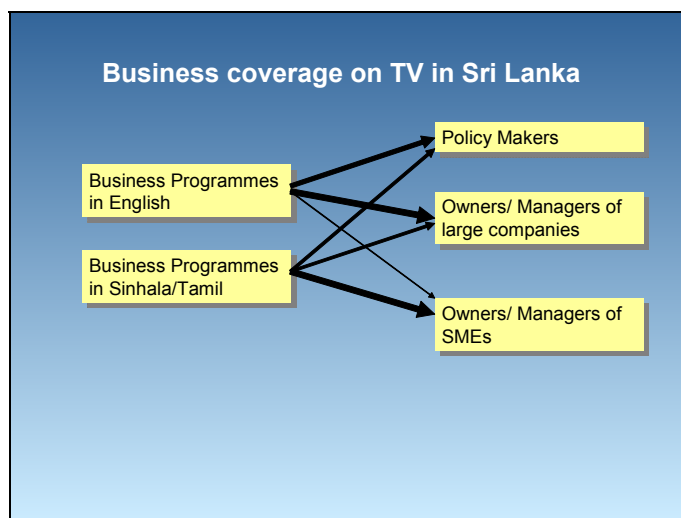 Business coverage on TV in Sri Lanka
Business Programmes
in English
Business Programmes
in Sinhala/Tamil
Policy Makers
Owners/ Managers of
large companies
Owners/ Managers of
SMEs